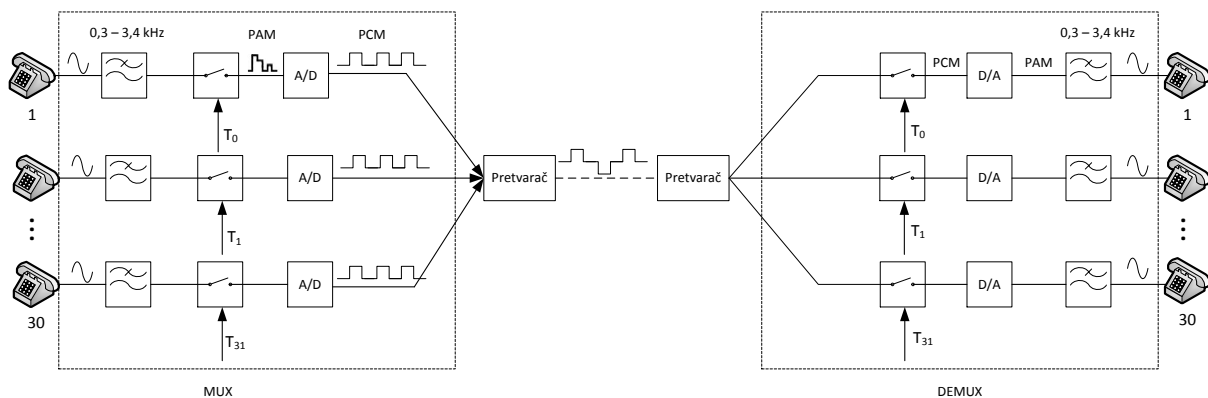 0,3 – 3,4 kHz PAM PCM
A/D
1
T0
A/D
T1
A/D
30
T31
MUX
Pretvarač
Pretvarač
0,3 – 3,4 kHz
PCM D/A PAM
1
T0
D/A
T1
D/A
30
T31
DEMUX